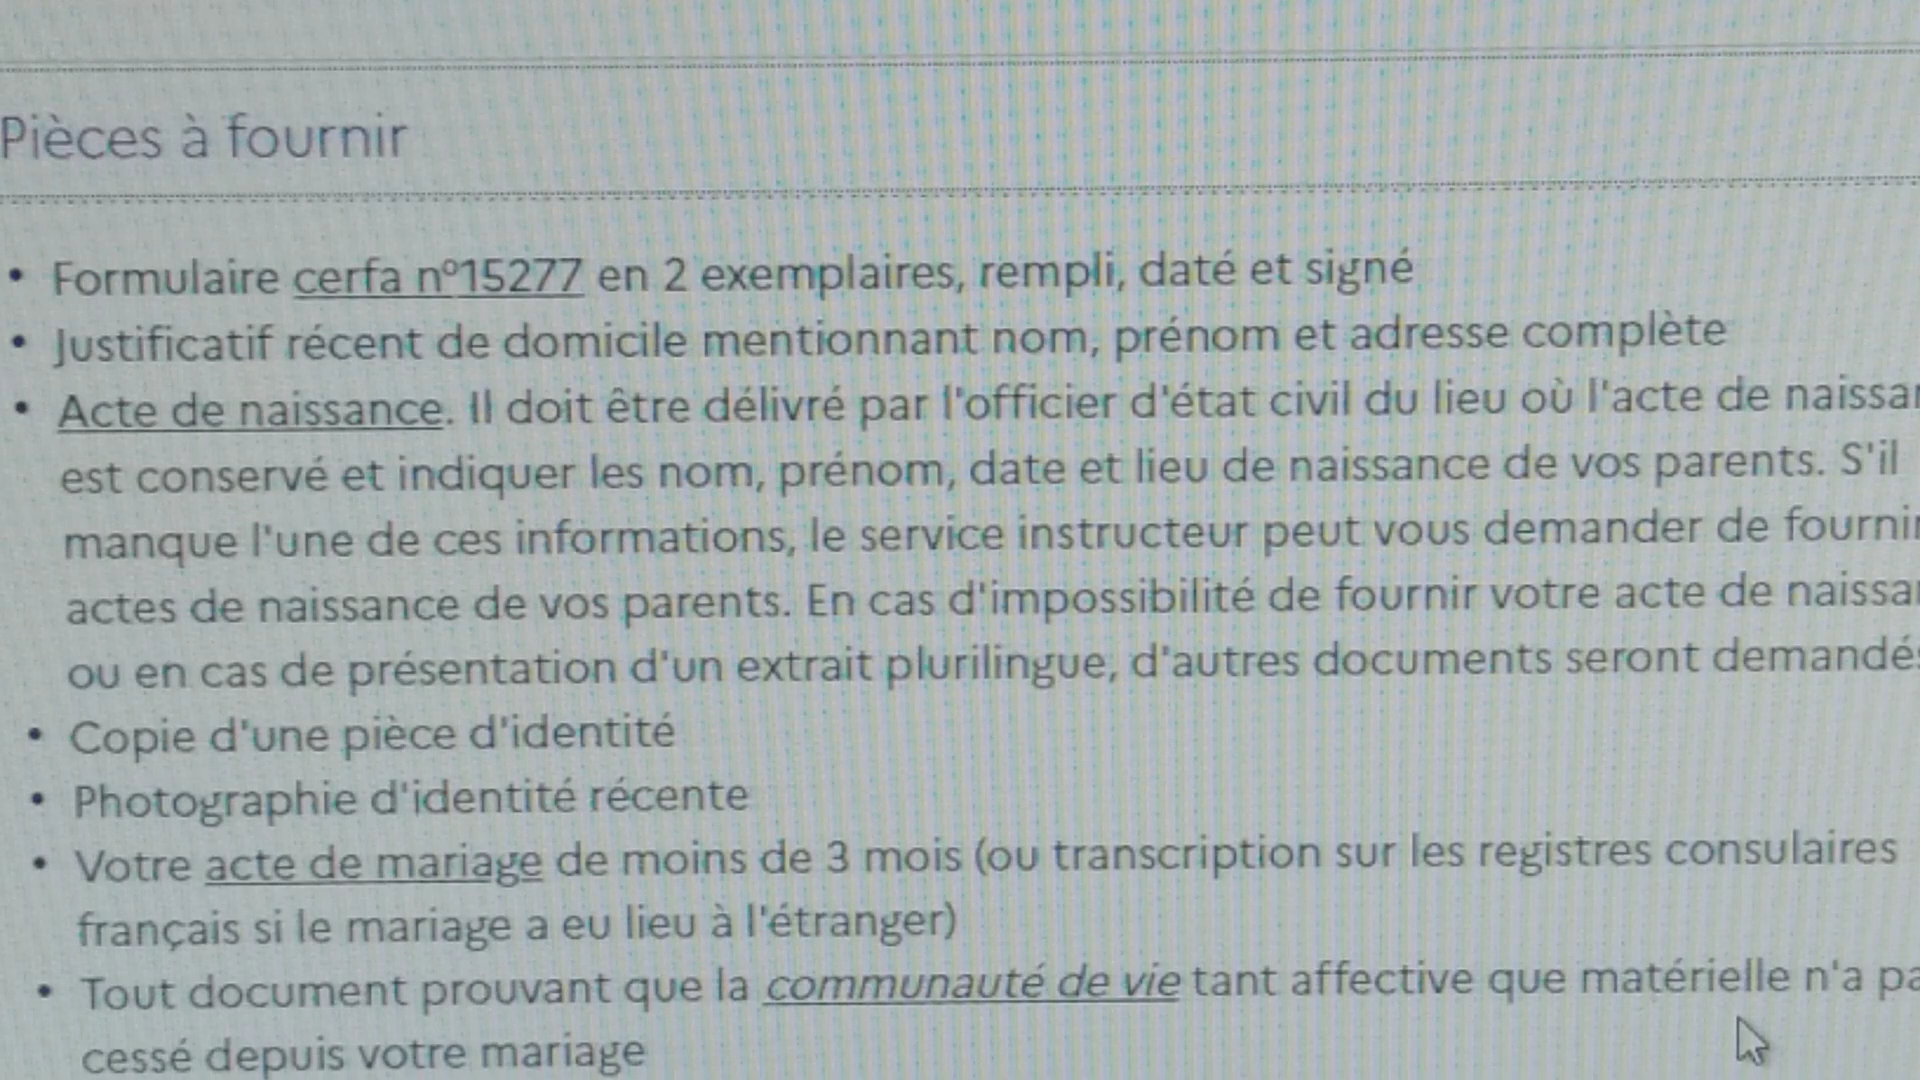 Pièces à fournir
• Formulaire cerfa n°15277 en 2 exemplaires, rempli, daté et signé
• Justificatif récent de domicile mentionnant nom, prénom et adresse complète
• Acte de naissance. Il doit être délivré par l'officier d'état civil du lieu où l'acte de
est conservé et indiquer les nom, prénom, date et lieu de naissance de vos parents. S'il
manque l'une de ces informations, le service instructeur peut vous demander de
actes de naissance de vos parents. En cas d'impossibilité de fournir votre acte de
ou en cas de présentation d'un extrait plurilingue, d'autres documents seront
• Copie d'une pièce d'identité
• Photographie d'identité récente
• Votre acte de mariage de moins de 3 mois (ou transcription sur les registres consulaires
français si le mariage a eu lieu à l'étranger)
• Tout document prouvant que la communauté de vie tant affective que matérielle n'a
cessé depuis votre mariage